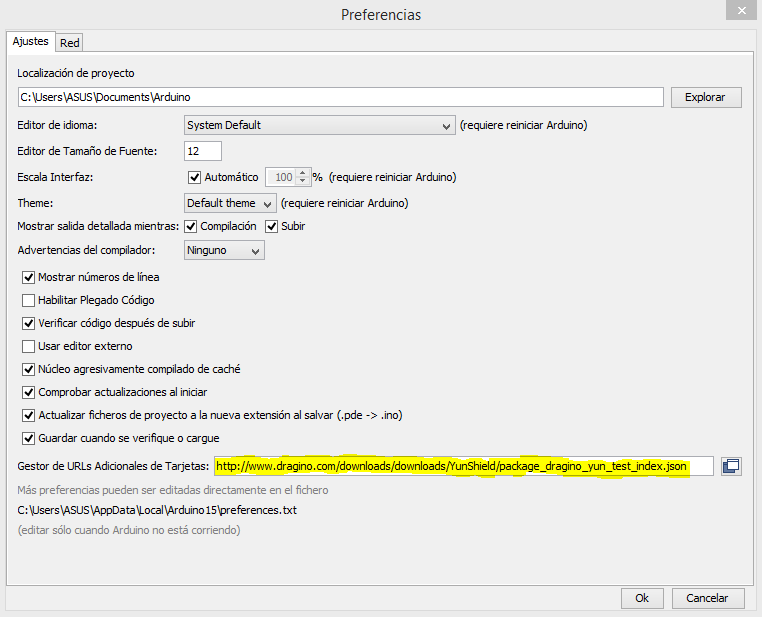 Preferencias
Ajustes Red
Localización de proyecto
C:\Users\ASUS\Documents\Arduino Explorar
Editor de idioma: System Default (requiere reiniciar Arduino)
Editor de Tamaño de Fuente: 12
Escala Interfaz: Automático 100 % (requiere reiniciar Arduino)
Theme: Default theme (requiere reiniciar Arduino)
Mostrar salida detallada mientras: Compilación Subir
Advertencias del compilador: Ninguno
Mostrar números de línea
Habilitar Plegado Código
Verificar código después de subir
Usar editor externo
Núcleo agresivamente compilado de caché
Comprobar actualizaciones al iniciar
Actualizar ficheros de proyecto a la nueva extensión al salvar (.pde -> .ino)
Guardar cuando se verifique o cargue
Gestor de URLs Adicionales de Tarjetas: http://www.dragino.com/downloads/downloads/YunShield/package_dragino_yun_test_index.json
Más preferencias pueden ser editadas directamente en el fichero
C:\Users\ASUS\AppData\Local\Arduino15\preferences.txt
(editar sólo cuando Arduino no está corriendo)
Ok Cancelar